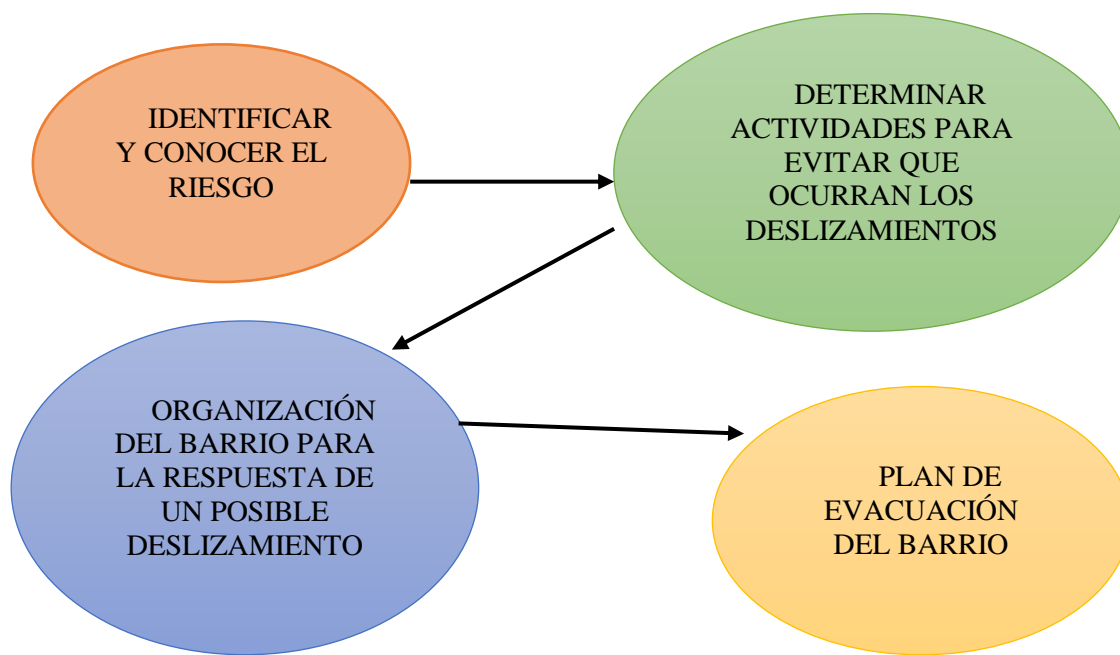 IDENTIFICAR
Y CONOCER EL
RIESGO
DETERMINAR
ACTIVIDADES PARA
EVITAR QUE
OCURRAN LOS
DESLIZAMIENTOS
ORGANIZACIÓN
DEL BARRIO PARA
LA RESPUESTA DE
UN POSIBLE
DESLIZAMIENTO
PLAN DE
EVACUACIÓN
DEL BARRIO